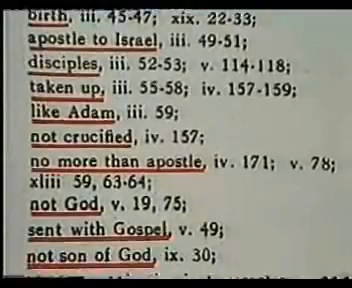 birth, iii. 45-47; xix. 22-33;
apostle to Israel, iii. 49-51;
disciples, iii. 52-53; v. 114-118;
taken up, iii. 55-58; iv. 157-159;
like Adam, iii. 59;
not crucified, iv. 157;
no more than apostle, iv. 171; v. 78;
xliii 59, 63-64;
not God, v. 19, 75;
sent with Gospel, v. 49;
not son of God, ix. 30;